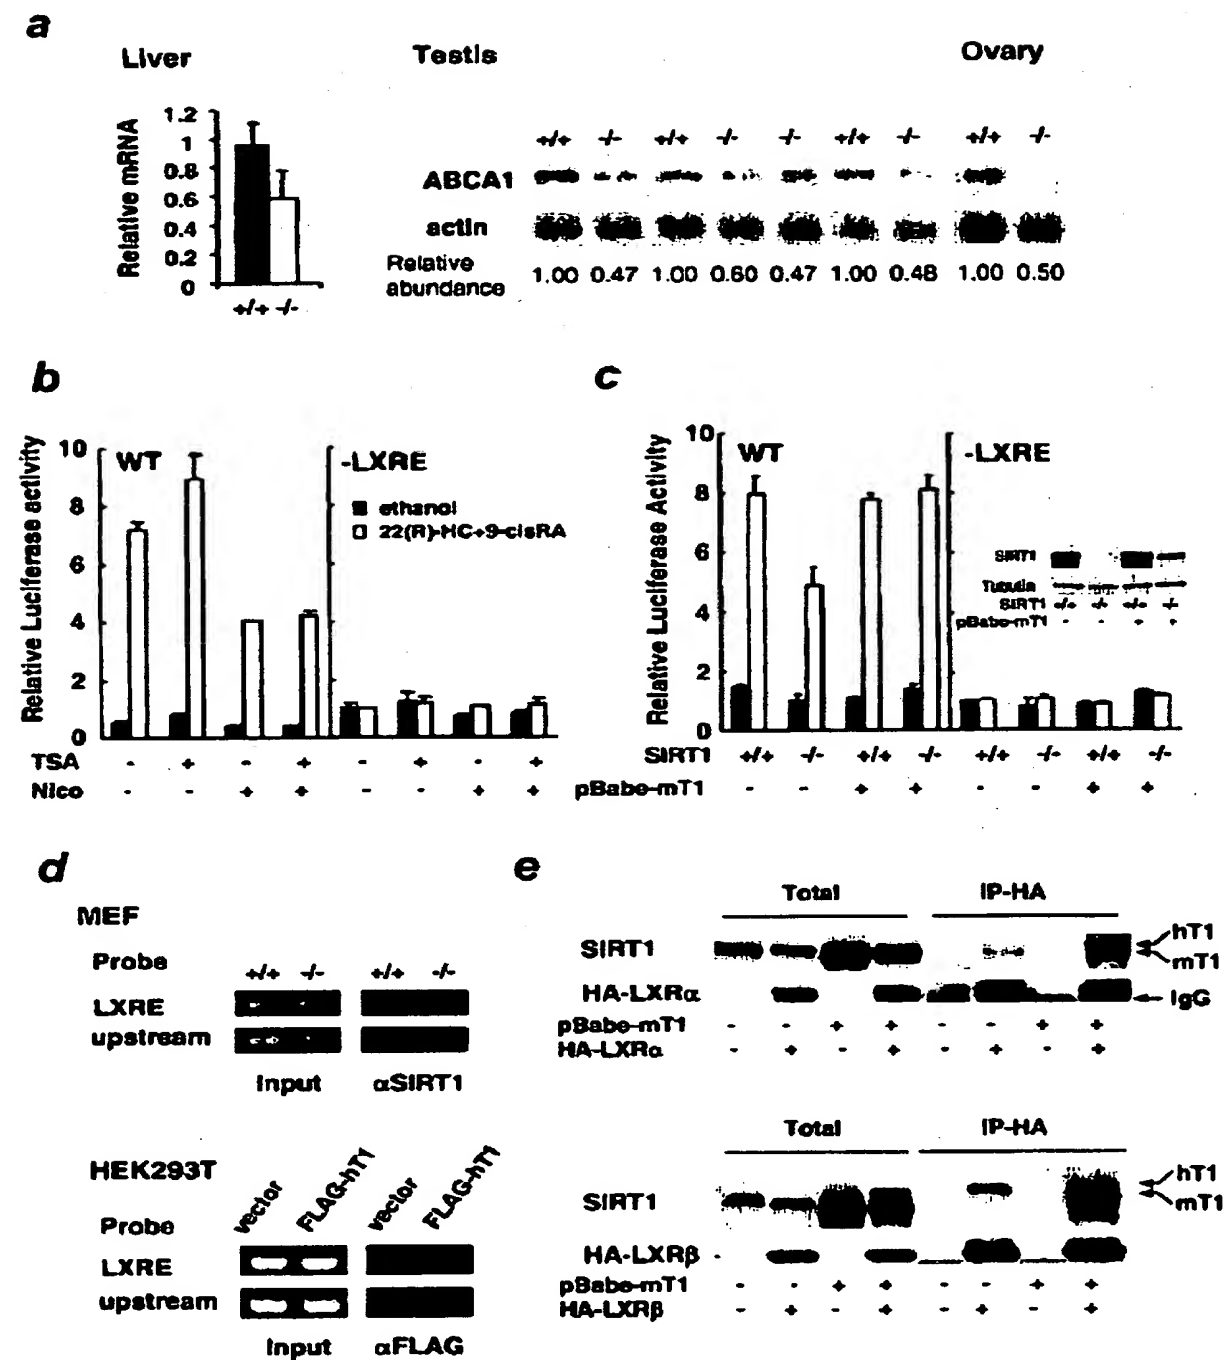 a
Liver
Testis
Ovary
Relative mRNA
1.2
1
0.8
0.6
0.4
0.2
0
+/+ -/-
+/+ -/- +/+ -/- -/- +/+ -/- +/+ -/-
ABCA1
actin
Relative abundance
1.00 0.47 1.00 0.60 0.47 1.00 0.48 1.00 0.50
b
Relative Luciferase activity
10
8
6
4
2
0
WT
-LXRE
ethanol
22(R)-HC+9-cisRA
TSA - + - + - + - +
Nico - - + + - - + +
c
Relative Luciferase Activity
10
8
6
4
2
0
WT
-LXRE
SIRT1
Tubulin
SIRT1 +/+ -/- +/+ -/-
pBabe-mT1 - - + +
SIRT1 +/+ -/- +/+ -/- +/+ -/- +/+ -/-
pBabe-mT1 - - + + - - + +
d
MEF
Probe
+/+ -/- +/+ -/-
LXRE
upstream
Input αSIRT1
HEK293T
Probe
vector FLAG-hT1 vector FLAG-hT1
LXRE
upstream
Input αFLAG
e
Total IP-HA
SIRT1
hT1
mT1
HA-LXRα
IgG
pBabe-mT1 - - + + - - + +
HA-LXRα - + - + - + - +
Total IP-HA
SIRT1
hT1
mT1
HA-LXRβ
pBabe-mT1 - - + + - - + +
HA-LXRβ - + - + - + - +